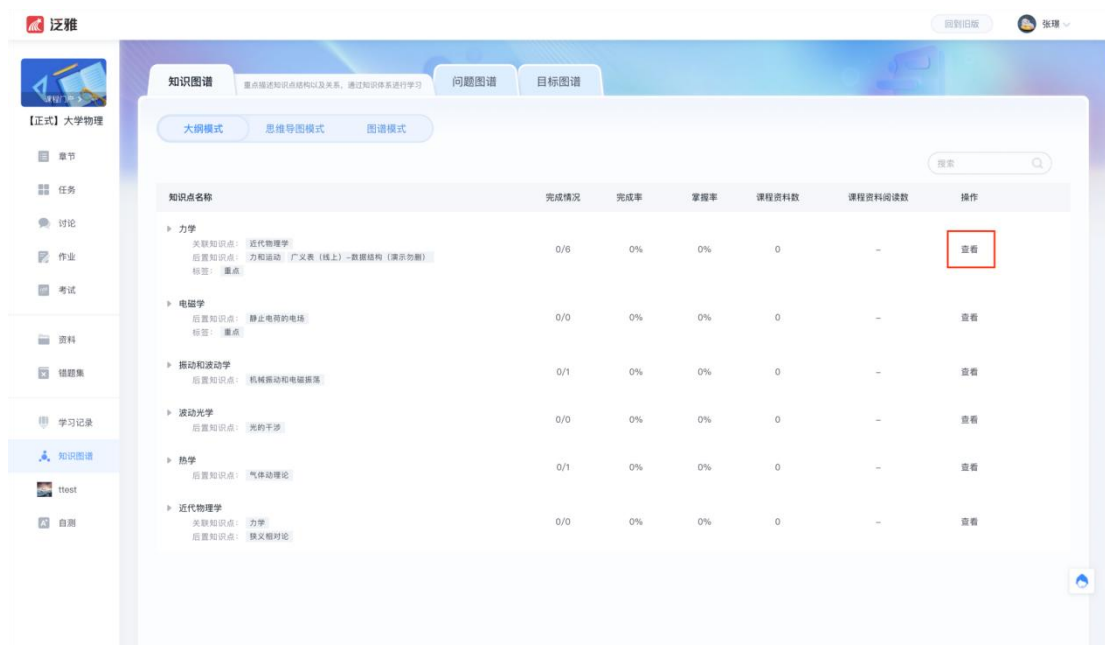 泛雅
回到旧版
张璟
课程门户
【正式】大学物理
章节
任务
讨论
作业
考试
资料
错题集
学习记录
知识图谱
ttest
自测
知识图谱 重点描述知识点结构以及关系，通过知识体系进行学习 问题图谱 目标图谱
大纲模式 思维导图模式 图谱模式
搜索
知识点名称 完成情况 完成率 掌握率 课程资料数 课程资料阅读数 操作
力学
关联知识点： 近代物理学
后置知识点： 力和运动 广义表（线上）-数据结构（演示勿删）
标签： 重点
0/6 0% 0% 0 – 查看
电磁学
后置知识点： 静止电荷的电场
标签： 重点
0/0 0% 0% 0 – 查看
振动和波动学
后置知识点： 机械振动和电磁振荡
0/1 0% 0% 0 – 查看
波动光学
后置知识点： 光的干涉
0/0 0% 0% 0 – 查看
热学
后置知识点： 气体动理论
0/1 0% 0% 0 – 查看
近代物理学
关联知识点： 力学
后置知识点： 狭义相对论
0/0 0% 0% 0 – 查看